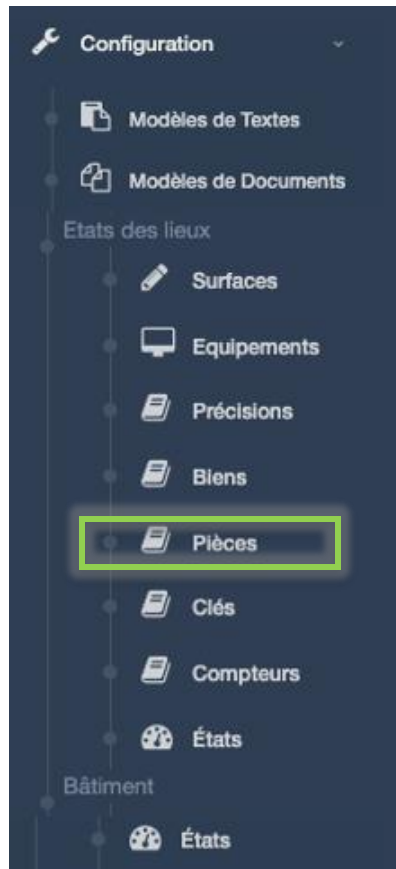 Configuration
Modèles de Textes
Modèles de Documents
Etats des lieux
Surfaces
Equipements
Précisions
Biens
Pièces
Clés
Compteurs
États
Bâtiment
États